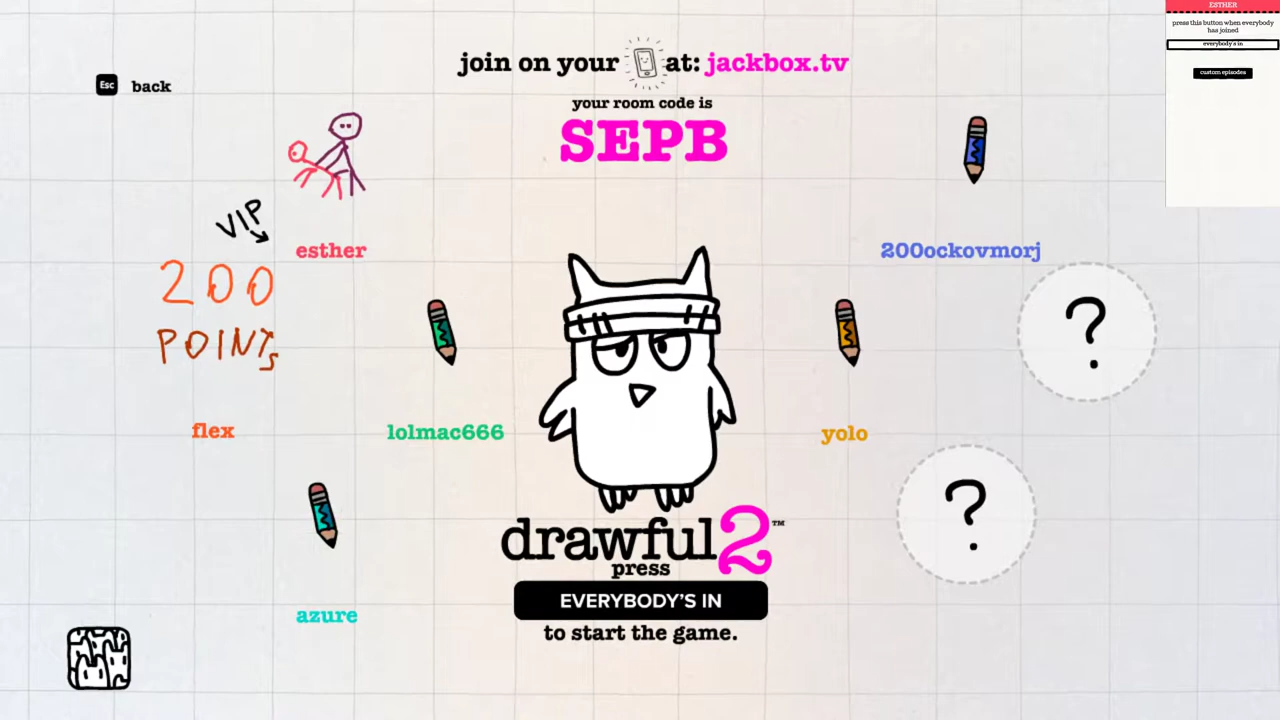 ESTHER
press this button when everybody
has joined
everybody's in
custom episodes
join on your at: jackbox.tv
Esc back
your room code is
SEPB
VIP
esther
200ockovmorj
200
POINTS
flex
lolmac666
yolo
?
?
drawful 2™
press
EVERYBODY'S IN
to start the game.
azure